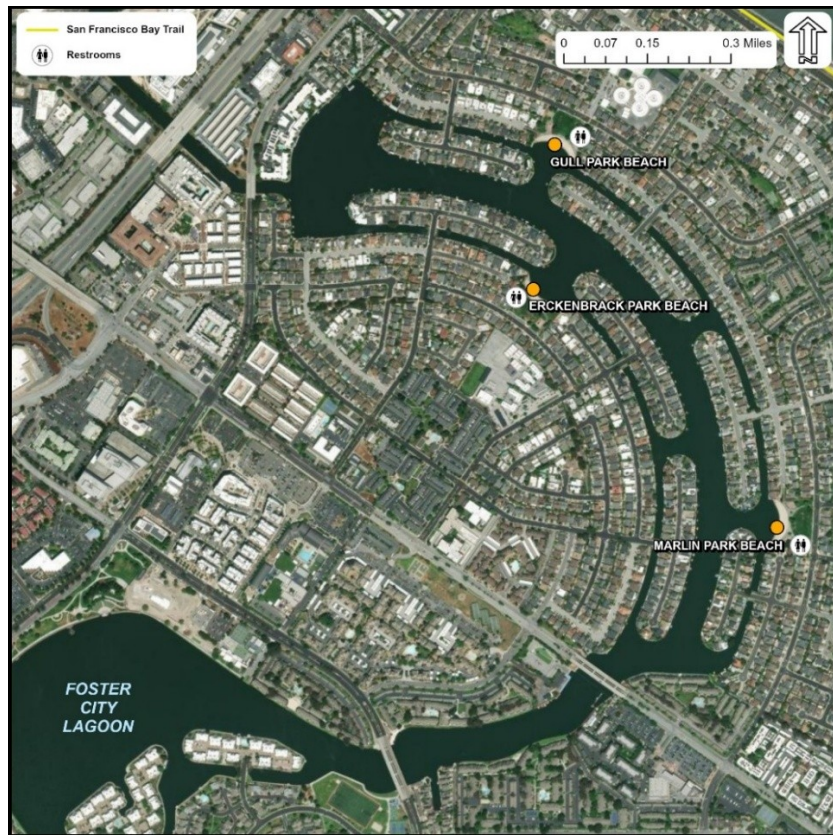 San Francisco Bay Trail
Restrooms
0 0.07 0.15 0.3 Miles
N
GULL PARK BEACH
ERCKENBRACK PARK BEACH
MARLIN PARK BEACH
FOSTER
CITY
LAGOON